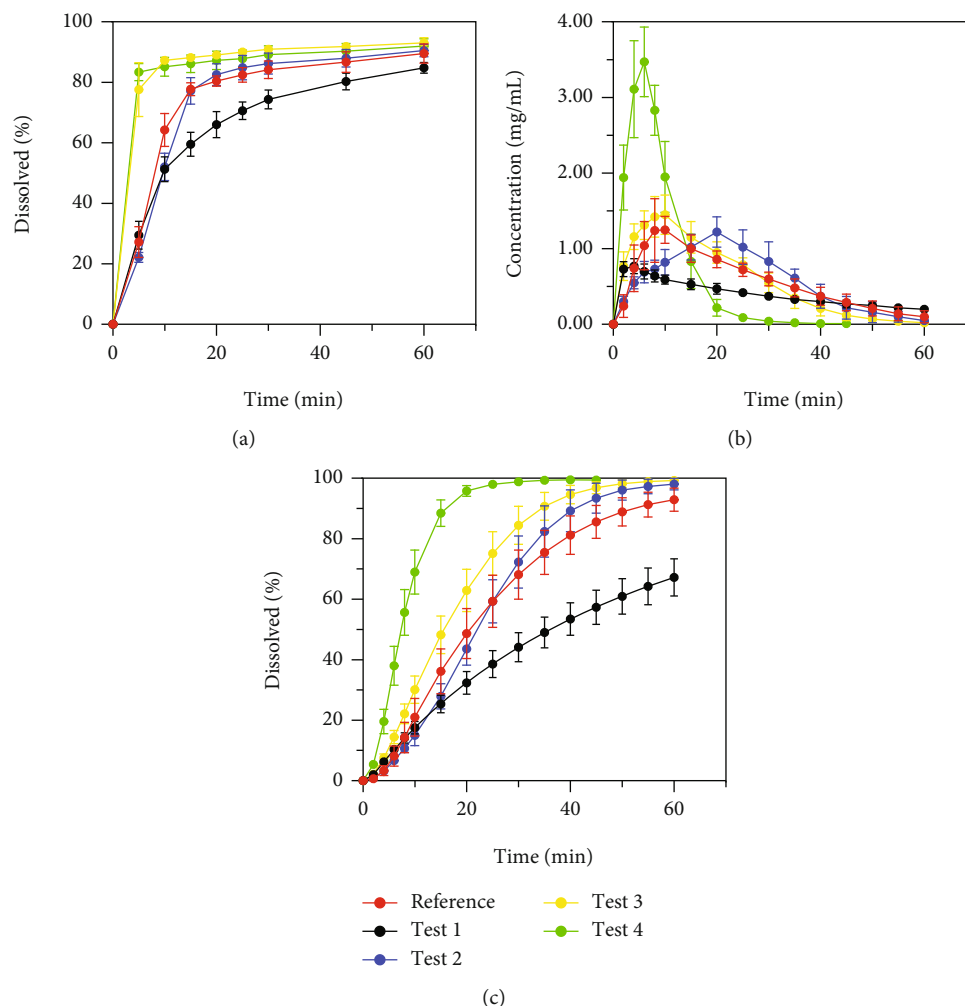 100
80
60
40
20
0
Dissolved (%)
0 20 40 60
Time (min)
(a)
4.00
3.00
2.00
1.00
0.00
Concentration (mg/mL)
0 20 40 60
Time (min)
(b)
100
80
60
40
20
0
Dissolved (%)
0 20 40 60
Time (min)
Reference
Test 1
Test 2
Test 3
Test 4
(c)